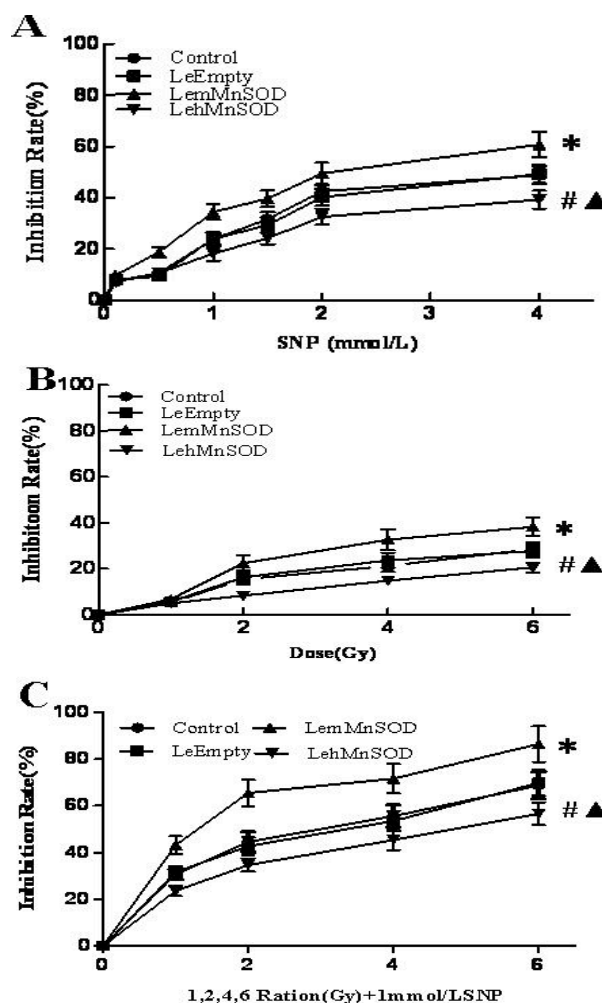 A
100
80
60
40
20
0
Inhibition Rate(%)
Control
LeEmpty
LemMnSOD
LehMnSOD
*
# ▲
0 1 2 3 4
SNP (mmol/L)
B
100
80
60
40
20
0
Inhibitoon Rate(%)
Control
LeEmpty
LemMnSOD
LehMnSOD
*
# ▲
0 2 4 6
Dose(Gy)
C
100
80
60
40
20
0
Inhibition Rate(%)
Control LemMnSOD
LeEmpty LehMnSOD
*
# ▲
0 2 4 6
1,2,4,6 Ration(Gy)+1mmol/LSNP